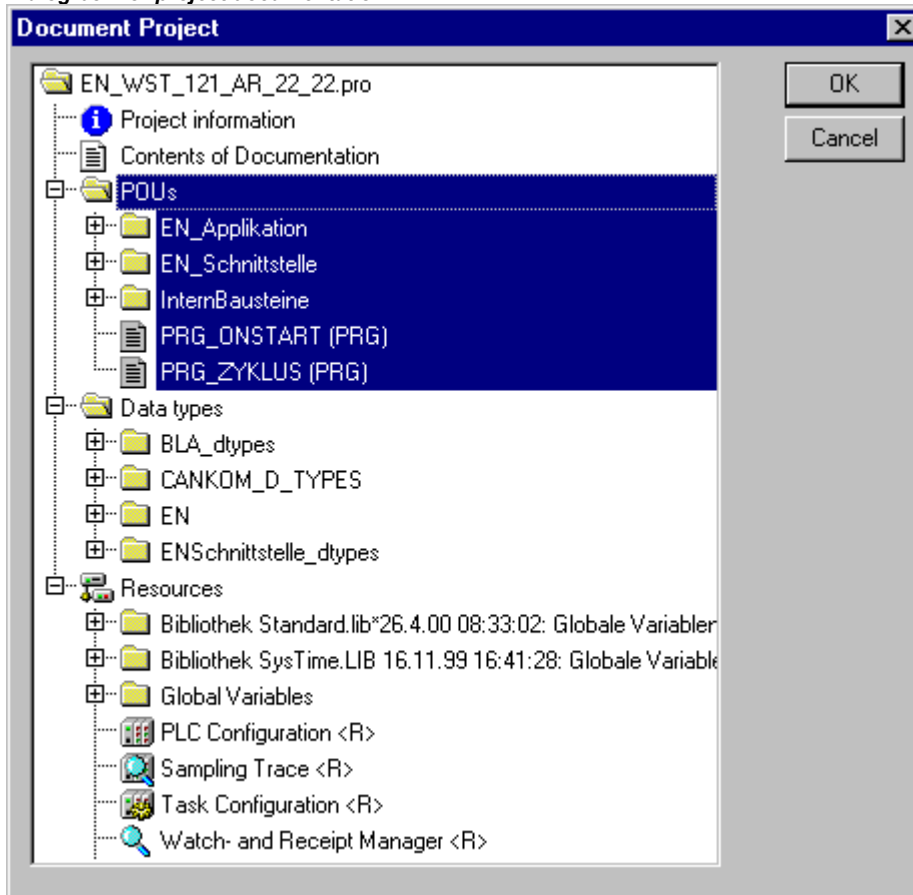 Document Project
EN_WST_121_AR_22_22.pro
OK
Project information
Cancel
Contents of Documentation
POUs
EN_Applikation
EN_Schnittstelle
InternBausteine
PRG_ONSTART (PRG)
PRG_ZYKLUS (PRG)
Data types
BLA_dtypes
CANKOM_D_TYPES
EN
ENSchnittstelle_dtypes
Resources
Bibliothek Standard.lib*26.4.00 08:33:02: Globale Variablen
Bibliothek SysTime.LIB 16.11.99 16:41:28: Globale Variable
Global Variables
PLC Configuration <R>
Sampling Trace <R>
Task Configuration <R>
Watch- and Receipt Manager <R>